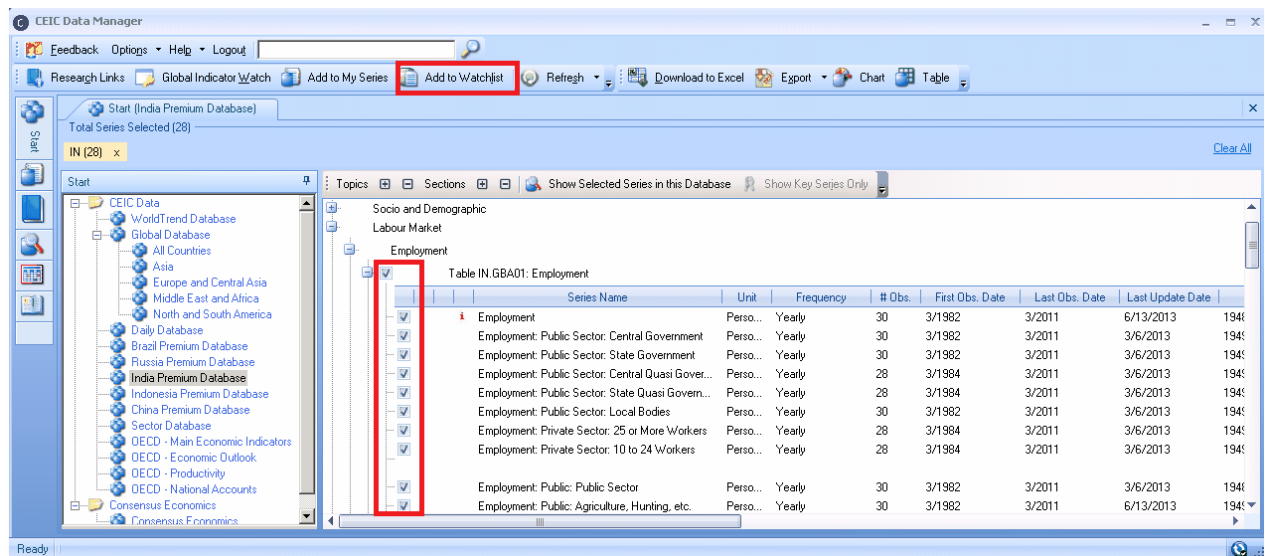 CEIC Data Manager
Feedback Options Help Logout
Research Links Global Indicator Watch Add to My Series Add to Watchlist Refresh Download to Excel Export Chart Table
Start (India Premium Database)
Total Series Selected (28)
Start
IN (28) x
Clear All
Start
CEIC Data
WorldTrend Database
Global Database
All Countries
Asia
Europe and Central Asia
Middle East and Africa
North and South America
Daily Database
Brazil Premium Database
Russia Premium Database
India Premium Database
Indonesia Premium Database
China Premium Database
Sector Database
OECD - Main Economic Indicators
OECD - Economic Outlook
OECD - Productivity
OECD - National Accounts
Consensus Economics
Consensus Economics
Topics Sections Show Selected Series in this Database Show Key Series Only
Socio and Demographic
Labour Market
Employment
Table IN.GBA01: Employment
Series Name Unit Frequency # Obs. First Obs. Date Last Obs. Date Last Update Date
i Employment Perso... Yearly 30 3/1982 3/2011 6/13/2013
Employment: Public Sector: Central Government Perso... Yearly 30 3/1982 3/2011 3/6/2013
Employment: Public Sector: State Government Perso... Yearly 30 3/1982 3/2011 3/6/2013
Employment: Public Sector: Central Quasi Gover... Perso... Yearly 28 3/1984 3/2011 3/6/2013
Employment: Public Sector: State Quasi Govern... Perso... Yearly 28 3/1984 3/2011 3/6/2013
Employment: Public Sector: Local Bodies Perso... Yearly 30 3/1982 3/2011 3/6/2013
Employment: Private Sector: 25 or More Workers Perso... Yearly 28 3/1984 3/2011 3/6/2013
Employment: Private Sector: 10 to 24 Workers Perso... Yearly 28 3/1984 3/2011 3/6/2013
Employment: Public: Public Sector Perso... Yearly 30 3/1982 3/2011 3/6/2013
Employment: Public: Agriculture, Hunting, etc. Perso... Yearly 30 3/1982 3/2011 6/13/2013
Ready